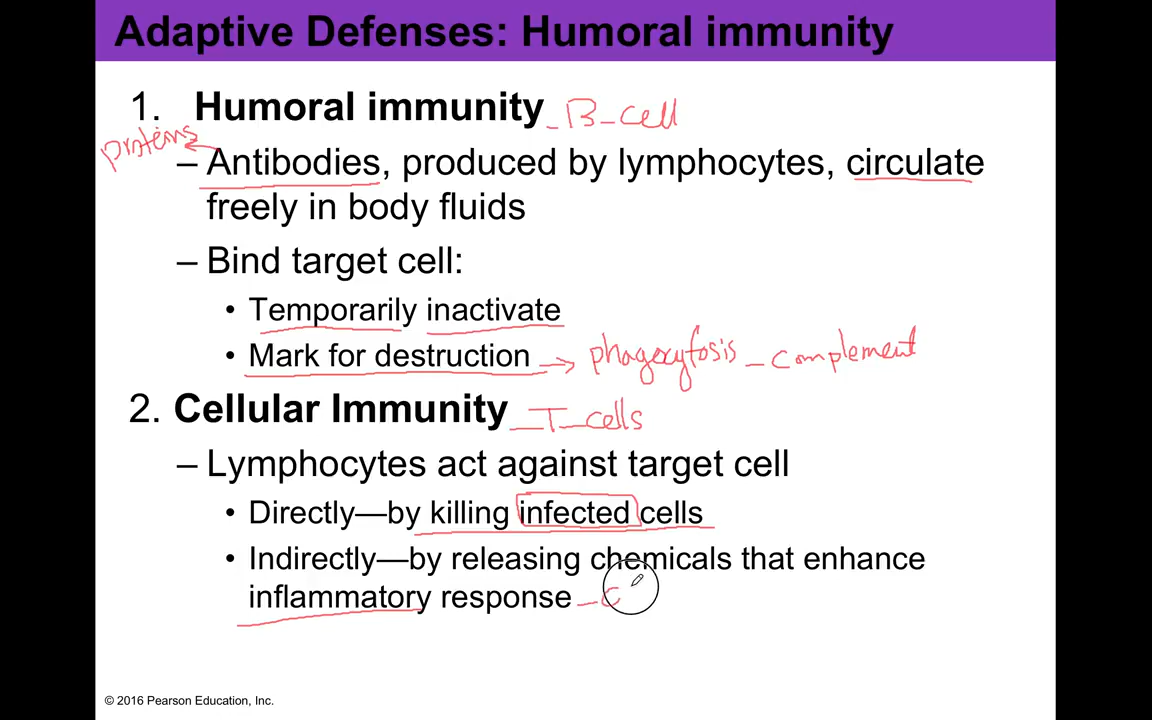 Adaptive Defenses: Humoral immunity
1. Humoral immunity - B-cell
proteins
– Antibodies, produced by lymphocytes, circulate
freely in body fluids
– Bind target cell:
• Temporarily inactivate
• Mark for destruction → phagocytosis - complement
2. Cellular Immunity - T-cells
– Lymphocytes act against target cell
• Directly—by killing infected cells
• Indirectly—by releasing chemicals that enhance
inflammatory response - c
© 2016 Pearson Education, Inc.